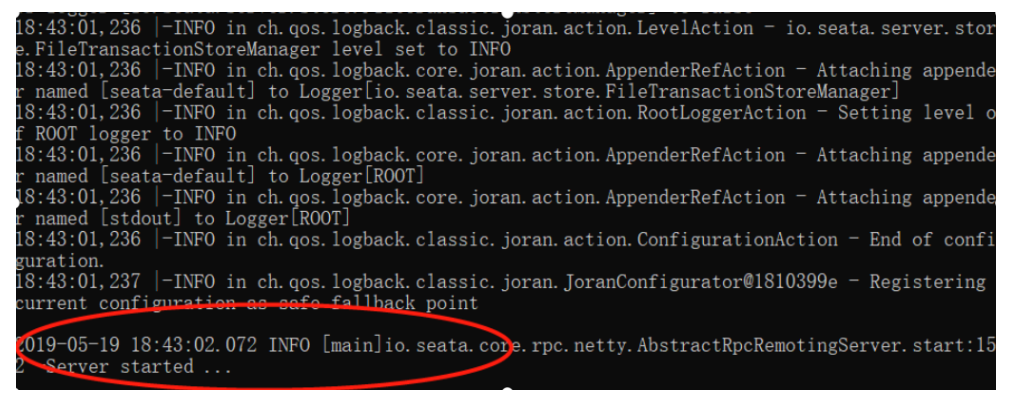 18:43:01,236 |-INFO in ch.qos.logback.classic.joran.action.LevelAction - io.seata.server.stor
e.FileTransactionStoreManager level set to INFO
18:43:01,236 |-INFO in ch.qos.logback.core.joran.action.AppenderRefAction - Attaching appende
r named [seata-default] to Logger[io.seata.server.store.FileTransactionStoreManager]
18:43:01,236 |-INFO in ch.qos.logback.classic.joran.action.RootLoggerAction - Setting level o
f ROOT logger to INFO
18:43:01,236 |-INFO in ch.qos.logback.core.joran.action.AppenderRefAction - Attaching appende
r named [seata-default] to Logger[ROOT]
18:43:01,236 |-INFO in ch.qos.logback.core.joran.action.AppenderRefAction - Attaching appende
r named [stdout] to Logger[ROOT]
18:43:01,236 |-INFO in ch.qos.logback.classic.joran.action.ConfigurationAction - End of confi
guration.
18:43:01,237 |-INFO in ch.qos.logback.classic.joran.JoranConfigurator@1810399e - Registering
current configuration as safe fallback point
2019-05-19 18:43:02.072 INFO [main]io.seata.core.rpc.netty.AbstractRpcRemotingServer.start:15
2 Server started ...